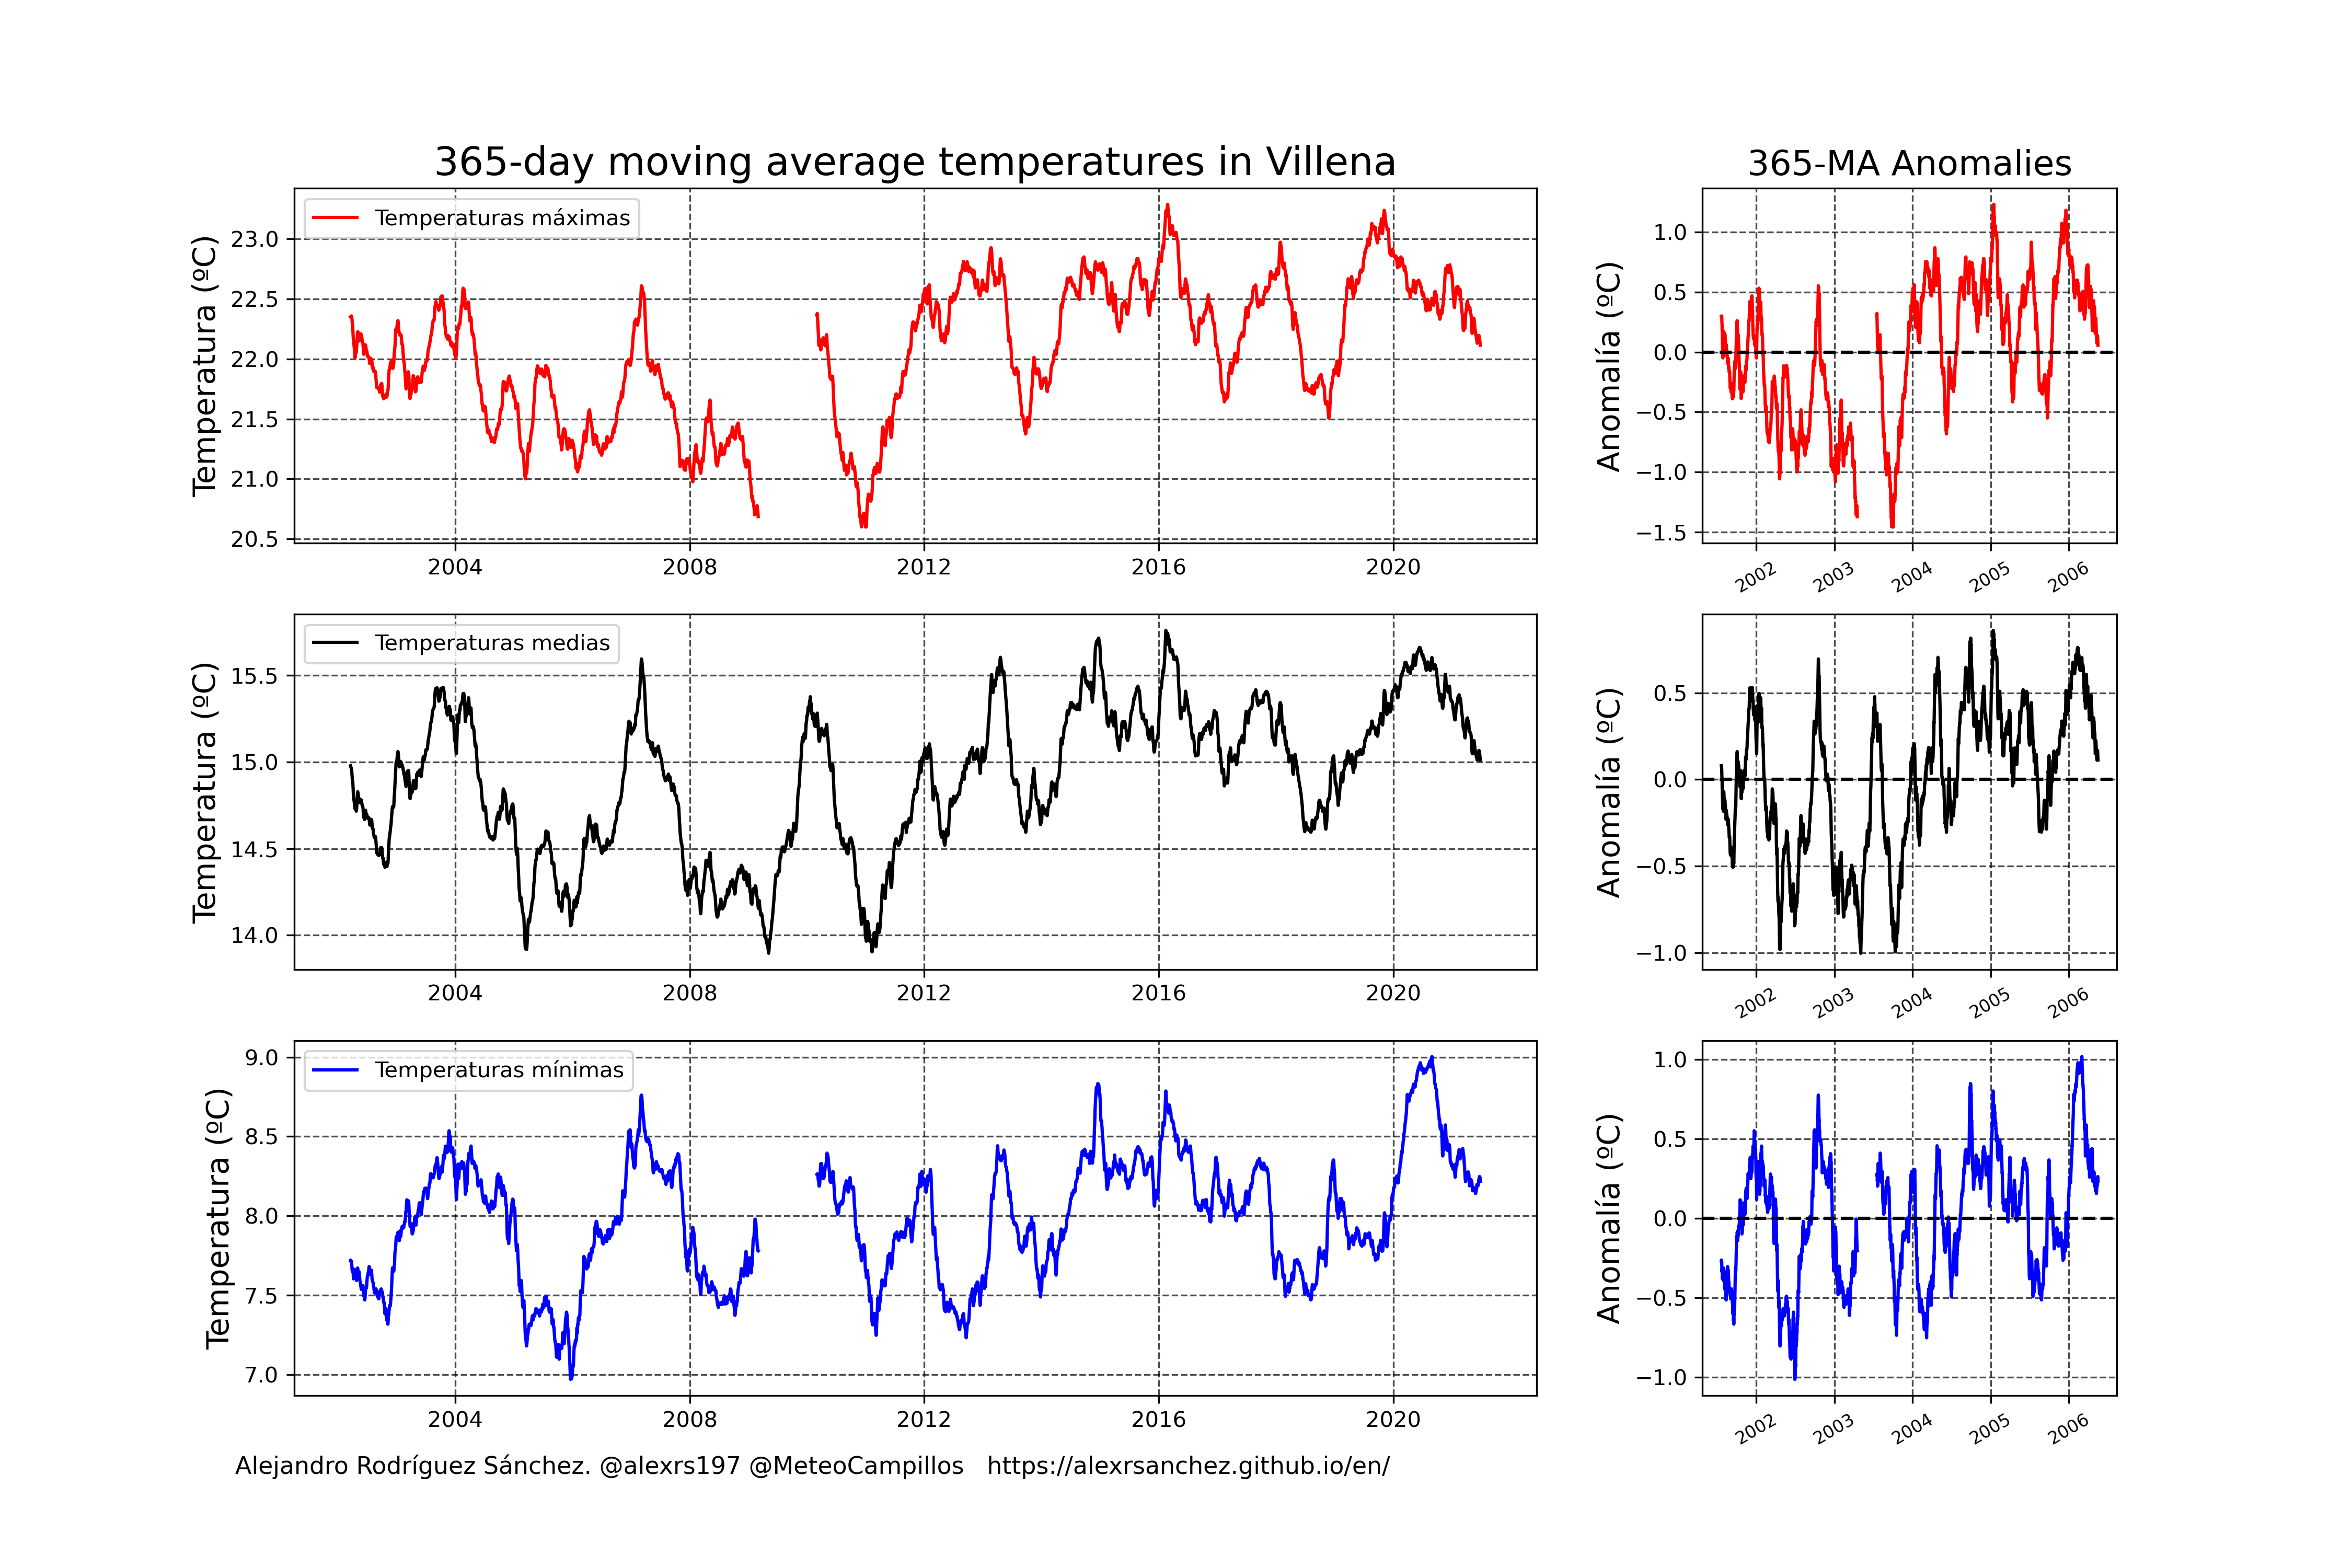 365-day moving average temperatures in Villena
365-MA Anomalies
Temperaturas máximas
Temperatura (ºC)
23.0
22.5
22.0
21.5
21.0
20.5
2004 2008 2012 2016 2020
Anomalía (ºC)
1.0
0.5
0.0
−0.5
−1.0
−1.5
2002 2003 2004 2005 2006
Temperaturas medias
Temperatura (ºC)
15.5
15.0
14.5
14.0
2004 2008 2012 2016 2020
Anomalía (ºC)
0.5
0.0
−0.5
−1.0
2002 2003 2004 2005 2006
Temperaturas mínimas
Temperatura (ºC)
9.0
8.5
8.0
7.5
7.0
2004 2008 2012 2016 2020
Anomalía (ºC)
1.0
0.5
0.0
−0.5
−1.0
2002 2003 2004 2005 2006
Alejandro Rodríguez Sánchez. @alexrs197 @MeteoCampillos https://alexrsanchez.github.io/en/